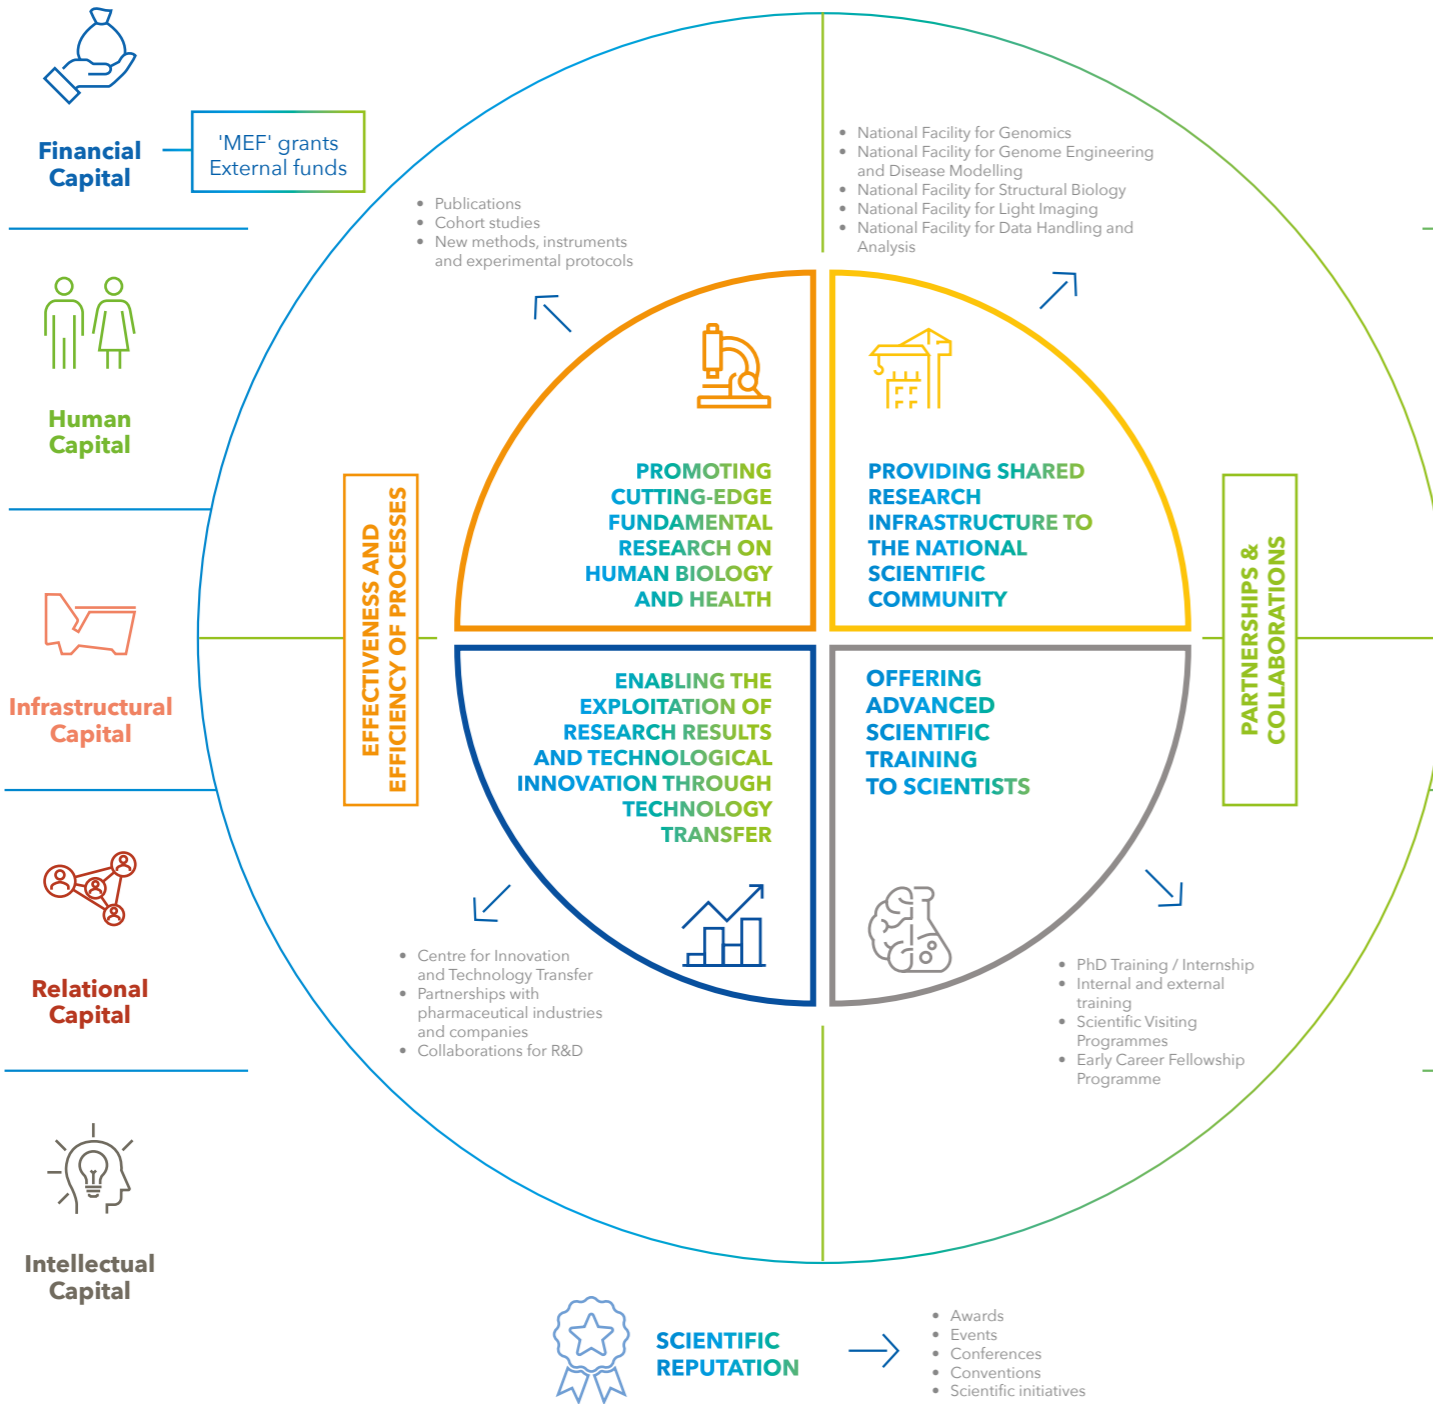 Financial
Capital
'MEF' grants
External funds
Human
Capital
Infrastructural
Capital
Relational
Capital
Intellectual
Capital
• Publications
• Cohort studies
• New methods, instruments
and experimental protocols
• National Facility for Genomics
• National Facility for Genome Engineering
and Disease Modelling
• National Facility for Structural Biology
• National Facility for Light Imaging
• National Facility for Data Handling and
Analysis
EFFECTIVENESS AND
EFFICIENCY OF PROCESSES
PROMOTING
CUTTING-EDGE
FUNDAMENTAL
RESEARCH ON
HUMAN BIOLOGY
AND HEALTH
PROVIDING SHARED
RESEARCH
INFRASTRUCTURE TO
THE NATIONAL
SCIENTIFIC
COMMUNITY
PARTNERSHIPS &
COLLABORATIONS
ENABLING THE
EXPLOITATION OF
RESEARCH RESULTS
AND TECHNOLOGICAL
INNOVATION THROUGH
TECHNOLOGY
TRANSFER
OFFERING
ADVANCED
SCIENTIFIC
TRAINING
TO SCIENTISTS
• Centre for Innovation
and Technology Transfer
• Partnerships with
pharmaceutical industries
and companies
• Collaborations for R&D
• PhD Training / Internship
• Internal and external
training
• Scientific Visiting
Programmes
• Early Career Fellowship
Programme
SCIENTIFIC
REPUTATION
• Awards
• Events
• Conferences
• Conventions
• Scientific initiatives